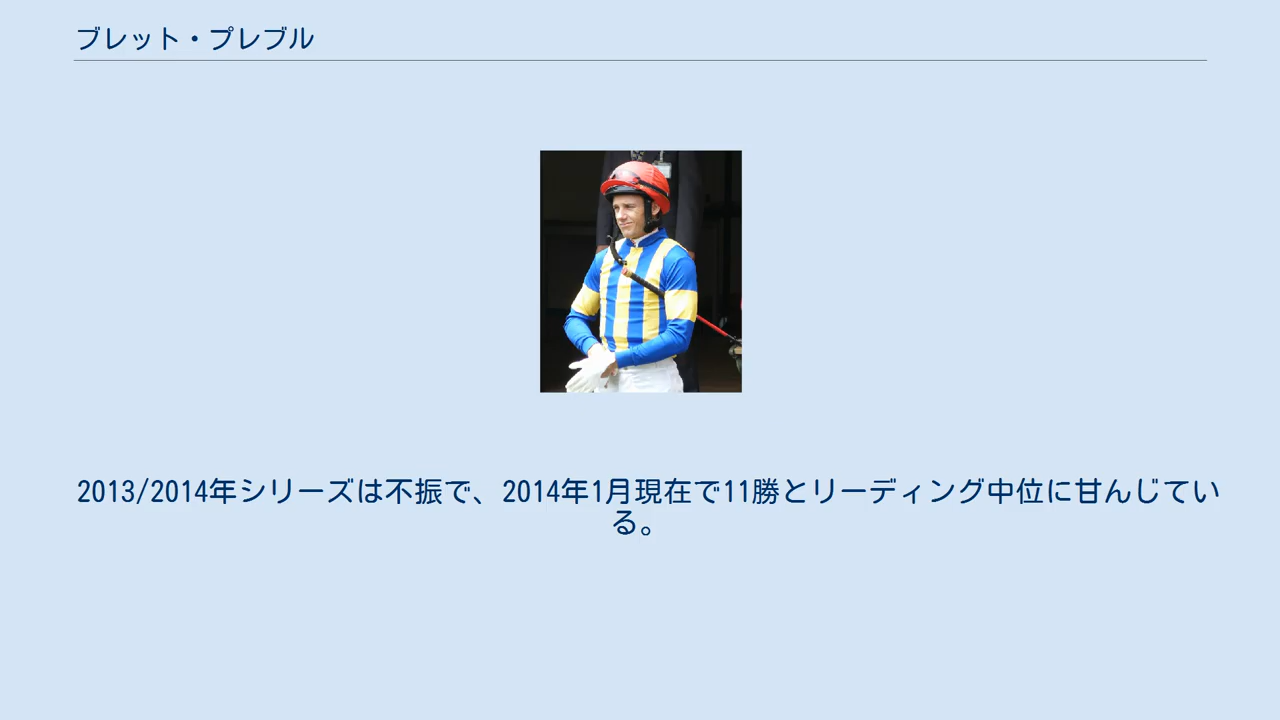 ブレット・プレブル
2013/2014年シリーズは不振で、2014年1月現在で11勝とリーディング中位に甘んじてい
る。